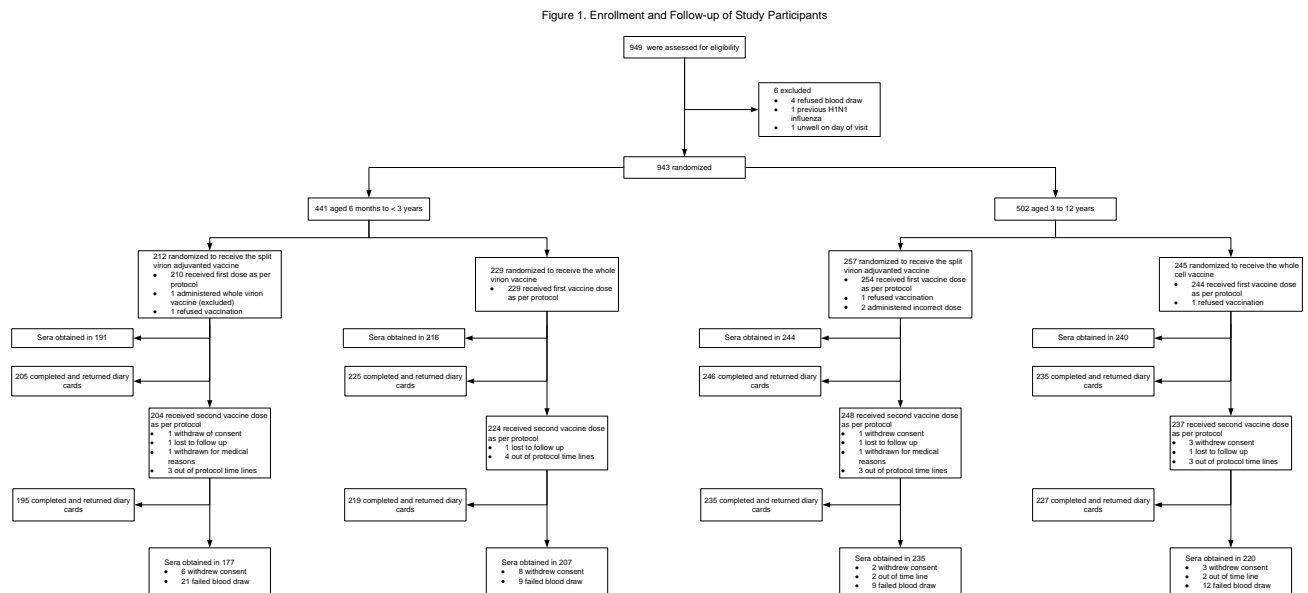 Figure 1. Enrollment and Follow-up of Study Participants
949 were assessed for eligibility
6 excluded
• 4 refused blood draw
• 1 previous H1N1
influenza
• 1 unwell on day of visit
943 randomized
441 aged 6 months to < 3 years
502 aged 3 to 12 years
212 randomized to receive the split
virion adjuvanted vaccine
• 210 received first dose as per
protocol
• 1 administered whole virion
vaccine (excluded)
• 1 refused vaccination
229 randomized to receive the whole
virion vaccine
• 229 received first vaccine dose
as per protocol
257 randomized to receive the split
virion adjuvanted vaccine
• 254 received first vaccine dose
as per protocol
• 1 refused vaccination
• 2 administered incorrect dose
245 randomized to receive the whole
cell vaccine
• 244 received first vaccine dose
as per protocol
• 1 refused vaccination
Sera obtained in 191
Sera obtained in 216
Sera obtained in 244
Sera obtained in 240
205 completed and returned diary
cards
225 completed and returned diary
cards
246 completed and returned diary
cards
235 completed and returned diary
cards
204 received second vaccine dose
as per protocol
• 1 withdraw of consent
• 1 lost to follow up
• 1 withdrawn for medical
reasons
• 3 out of protocol time lines
224 received second vaccine dose
as per protocol
• 1 lost to follow up
• 4 out of protocol time lines
248 received second vaccine dose
as per protocol
• 1 withdrew consent
• 1 lost to follow up
• 1 withdrawn for medical
reasons
• 3 out of protocol time lines
237 received second vaccine dose
as per protocol
• 3 withdrew consent
• 1 lost to follow up
• 3 out of protocol time lines
195 completed and returned diary
cards
219 completed and returned diary
cards
235 completed and returned diary
cards
227 completed and returned diary
cards
Sera obtained in 177
• 6 withdrew consent
• 21 failed blood draw
Sera obtained in 207
• 8 withdrew consent
• 9 failed blood draw
Sera obtained in 235
• 2 withdrew consent
• 2 out of time line
• 9 failed blood draw
Sera obtained in 220
• 3 withdrew consent
• 2 out of time line
• 12 failed blood draw